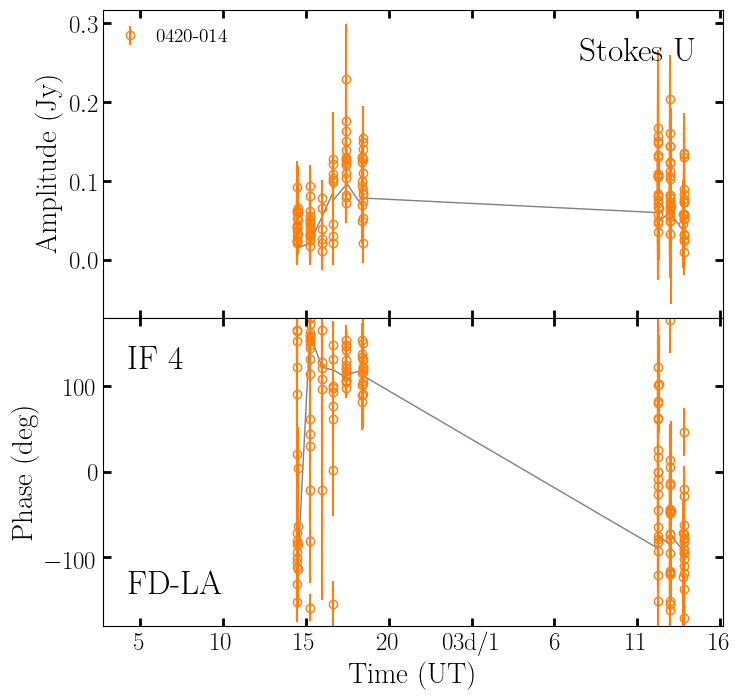 0420-014
Stokes U
0.3
0.2
0.1
0.0
Amplitude (Jy)
IF 4
FD-LA
100
0
−100
Phase (deg)
5 10 15 20 03d/1 6 11 16
Time (UT)